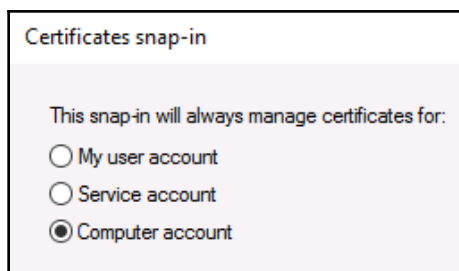 Certificates snap-in
This snap-in will always manage certificates for:
My user account
Service account
Computer account